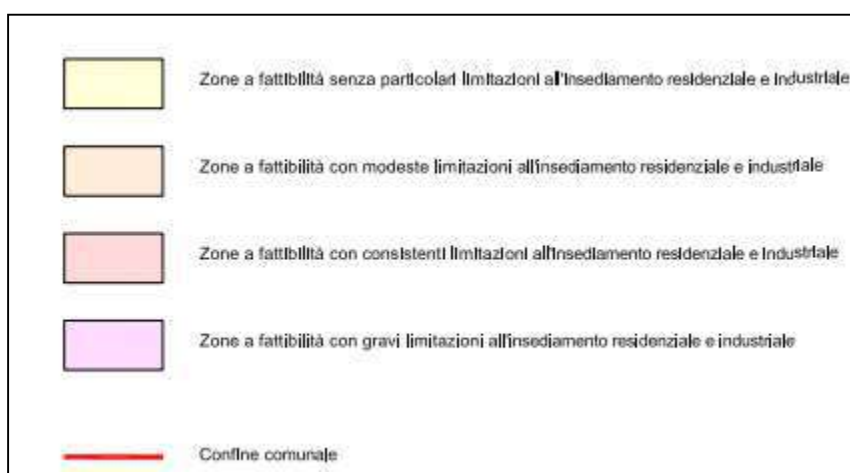 Zone a fattibilità senza particolari limitazioni all'insediamento residenziale e industriale
Zone a fattibilità con modeste limitazioni all'insediamento residenziale e industriale
Zone a fattibilità con consistenti limitazioni all'insediamento residenziale e industriale
Zone a fattibilità con gravi limitazioni all'insediamento residenziale e industriale
Confine comunale